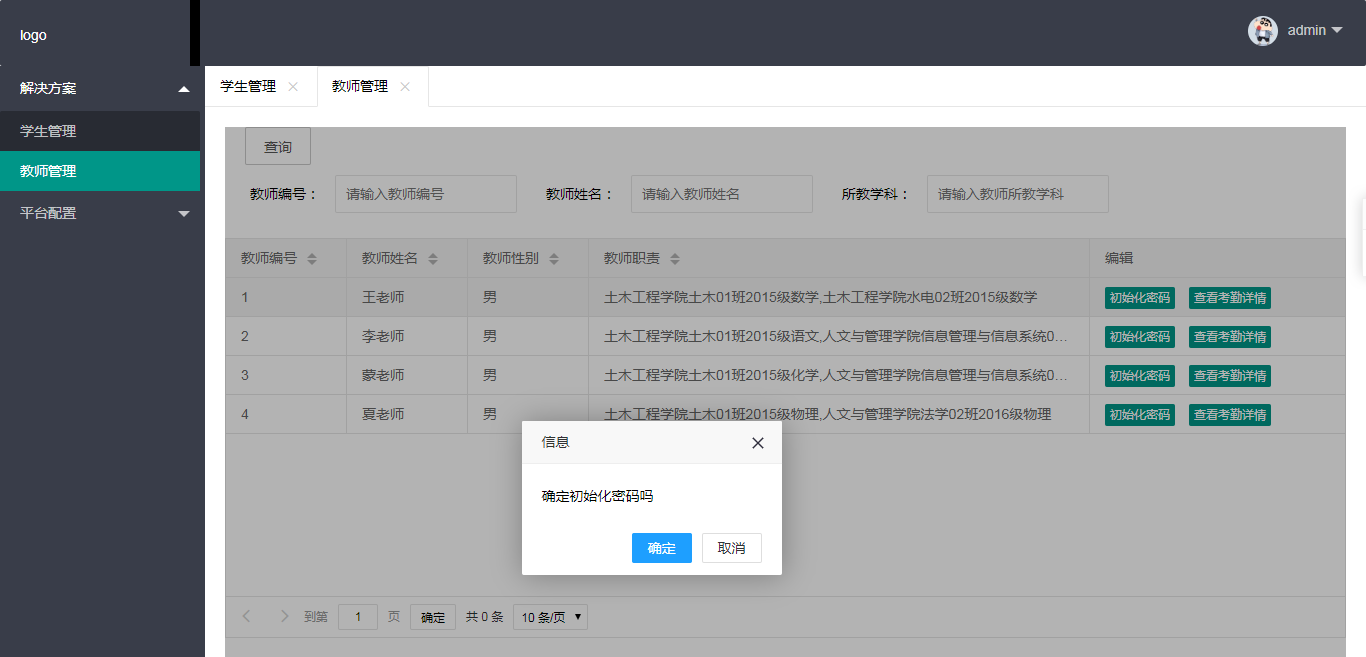 logo
admin
解决方案
学生管理
教师管理
平台配置
学生管理 教师管理
查询
教师编号： 请输入教师编号 教师姓名： 请输入教师姓名 所教学科： 请输入教师所教学科
教师编号 教师姓名 教师性别 教师职责 编辑
1 王老师 男 土木工程学院土木01班2015级数学,土木工程学院水电02班2015级数学 初始化密码 查看考勤详情
2 李老师 男 土木工程学院土木01班2015级语文,人文与管理学院信息管理与信息系统0... 初始化密码 查看考勤详情
3 蒙老师 男 土木工程学院土木01班2015级化学,人文与管理学院信息管理与信息系统0... 初始化密码 查看考勤详情
4 夏老师 男 土木工程学院土木01班2015级物理,人文与管理学院法学02班2016级物理 初始化密码 查看考勤详情
信息
确定初始化密码吗
确定 取消
到第 1 页 确定 共 0 条 10 条/页